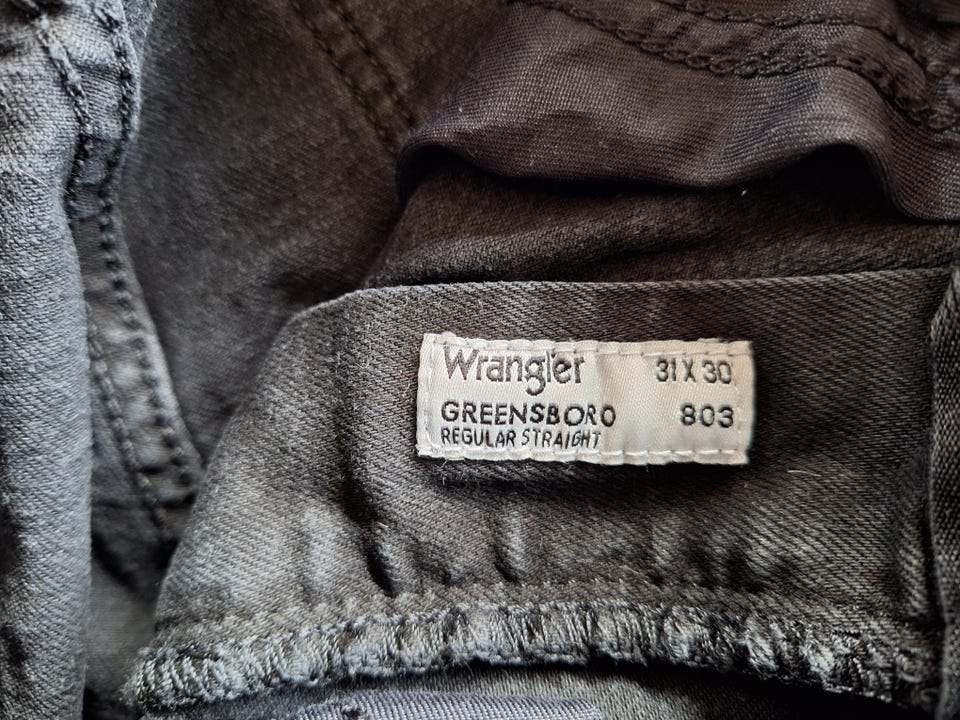 Wrangler 31 X 30
GREENSBORO 803
REGULAR STRAIGHT